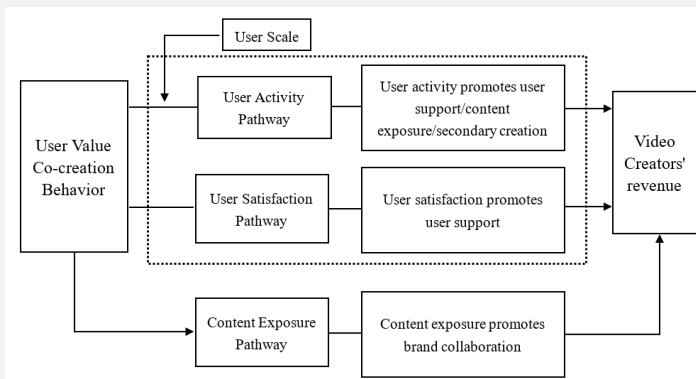 User Scale
User Value
Co-creation
Behavior
User Activity
Pathway
User activity promotes user
support/content
exposure/secondary creation
Video
Creators'
revenue
User Satisfaction
Pathway
User satisfaction promotes
user support
Content Exposure
Pathway
Content exposure promotes
brand collaboration